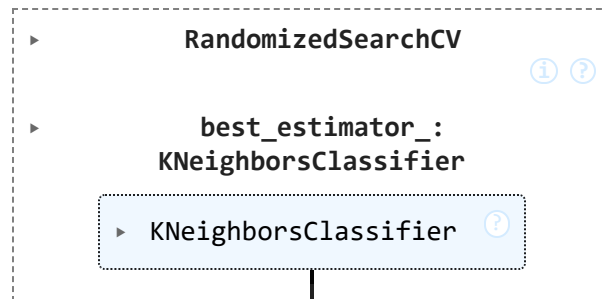 RandomizedSearchCV
i ?
best_estimator_:
KNeighborsClassifier
KNeighborsClassifier ?